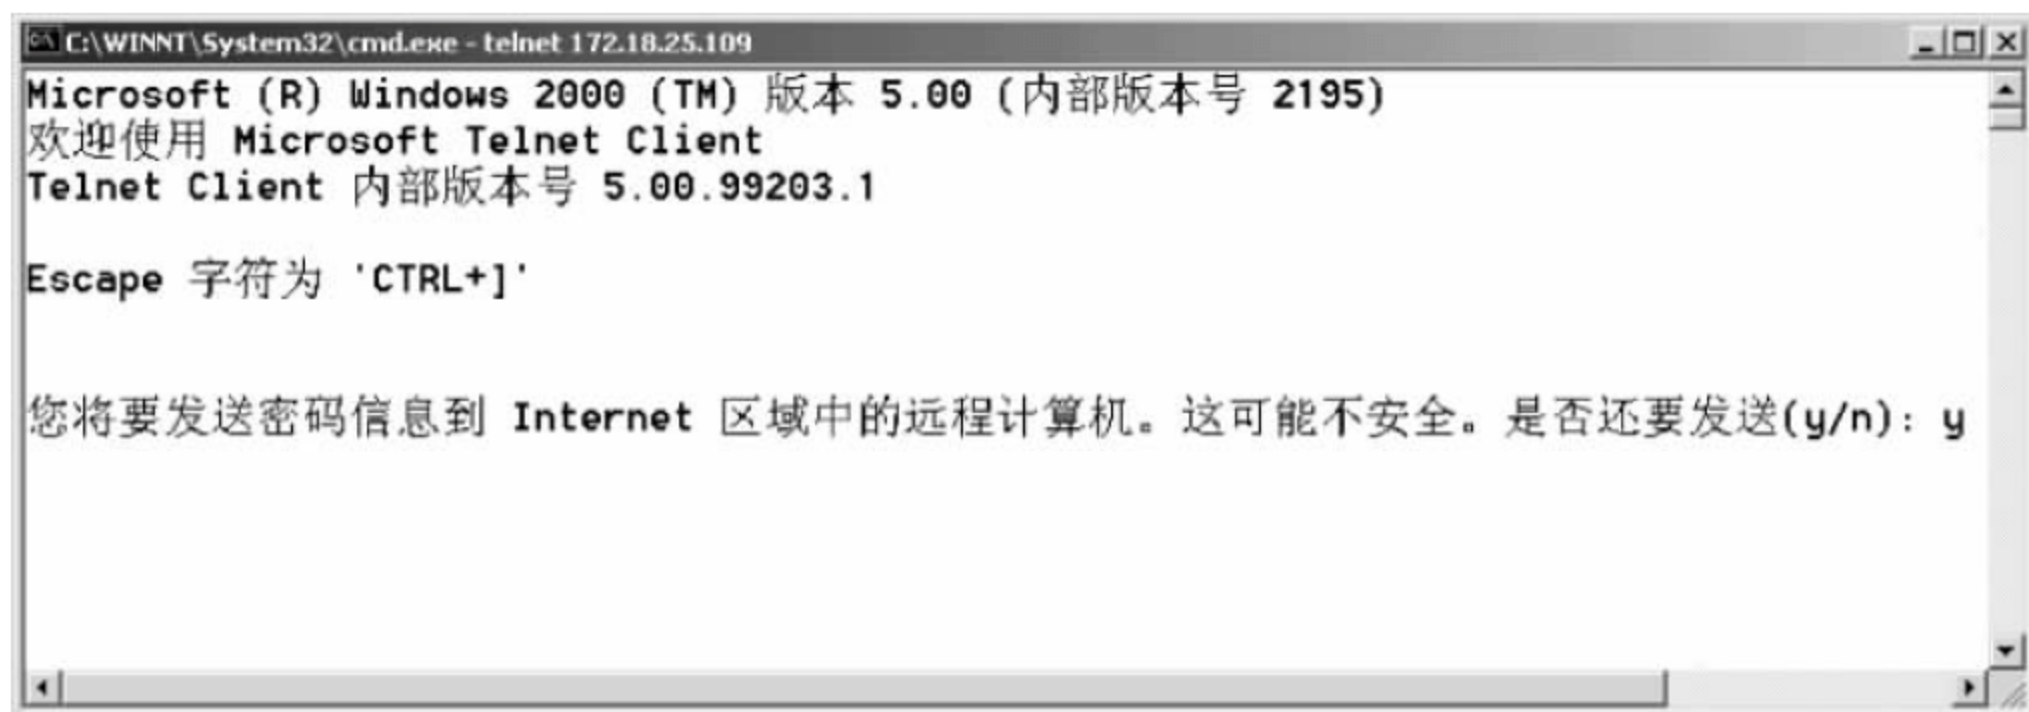 C:\WINNT\System32\cmd.exe - telnet 172.18.25.109
Microsoft (R) Windows 2000 (TM) 版本 5.00 (内部版本号 2195)
欢迎使用 Microsoft Telnet Client
Telnet Client 内部版本号 5.00.99203.1
Escape 字符为 'CTRL+]'
您将要发送密码信息到 Internet 区域中的远程计算机。这可能不安全。是否还要发送(y/n): y